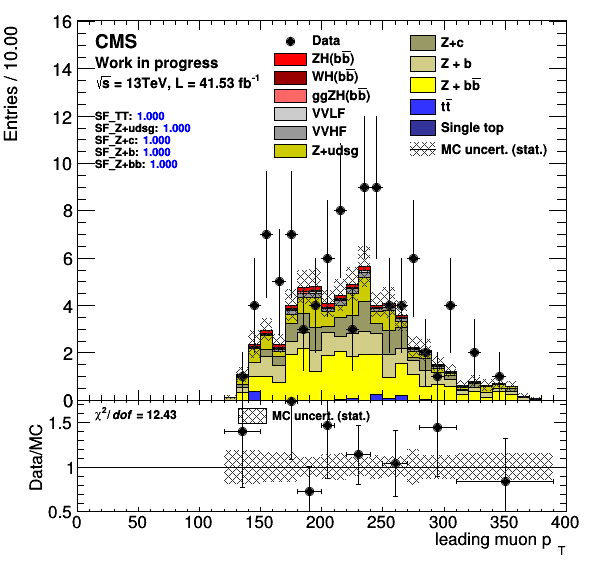 Entries / 10.00
16
14
12
10
8
6
4
2
0
CMS
Work in progress
√s = 13TeV, L = 41.53 fb⁻¹
SF_TT: 1.000
SF_Z+udsg: 1.000
SF_Z+c: 1.000
SF_Z+b: 1.000
SF_Z+bb: 1.000
Data
ZH(bb̅)
WH(bb̅)
ggZH(bb̅)
VVLF
VVHF
Z+udsg
Z+c
Z + b
Z + bb̅
tt̅
Single top
MC uncert. (stat.)
Data/MC
1.5
1
0.5
χ²/ dof = 12.43
MC uncert. (stat.)
0 50 100 150 200 250 300 350 400
leading muon p_T